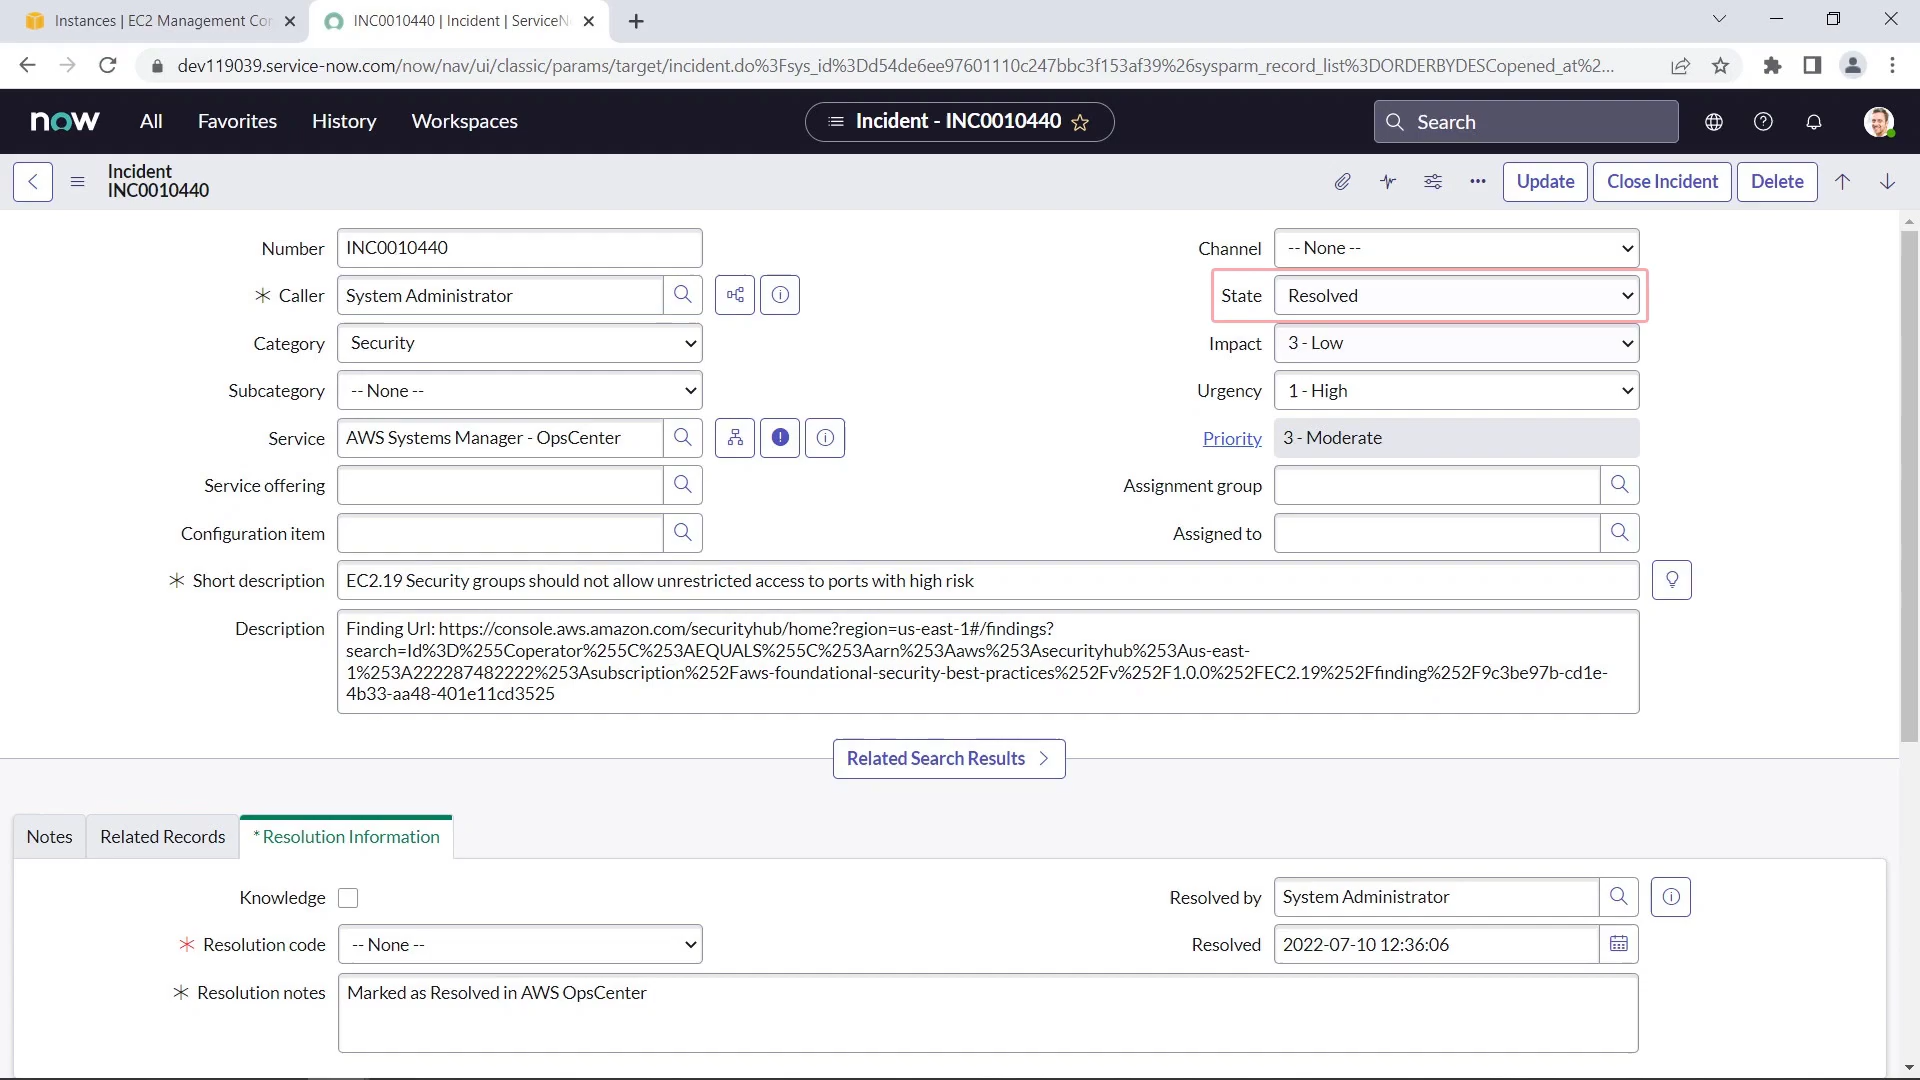 Instances | EC2 Management Con
INC0010440 | Incident | ServiceN
dev119039.service-now.com/now/nav/ui/classic/params/target/incident.do%3Fsys_id%3Dd54de6ee97601110c247bbc3f153af39%26sysparm_record_list%3DORDERBYDESCopened_at%2...
now All Favorites History Workspaces Incident - INC0010440 Search
Incident
INC0010440
Update Close Incident Delete
Number INC0010440 Channel -- None --
Caller System Administrator State Resolved
Category Security Impact 3 - Low
Subcategory -- None -- Urgency 1 - High
Service AWS Systems Manager - OpsCenter Priority 3 - Moderate
Service offering Assignment group
Configuration item Assigned to
Short description EC2.19 Security groups should not allow unrestricted access to ports with high risk
Description Finding Url: https://console.aws.amazon.com/securityhub/home?region=us-east-1#/findings?
search=Id%3D%255Coperator%255C%253AEQUALS%255C%253Aarn%253Aaws%253Asecurityhub%253Aus-east-
1%253A222287482222%253Asubscription%252Faws-foundational-security-best-practices%252Fv%252F1.0.0%252FEC2.19%252Ffinding%252F9c3be97b-cd1e-
4b33-aa48-401e11cd3525
Related Search Results
Notes Related Records * Resolution Information
Knowledge Resolved by System Administrator
Resolution code -- None -- Resolved 2022-07-10 12:36:06
Resolution notes Marked as Resolved in AWS OpsCenter